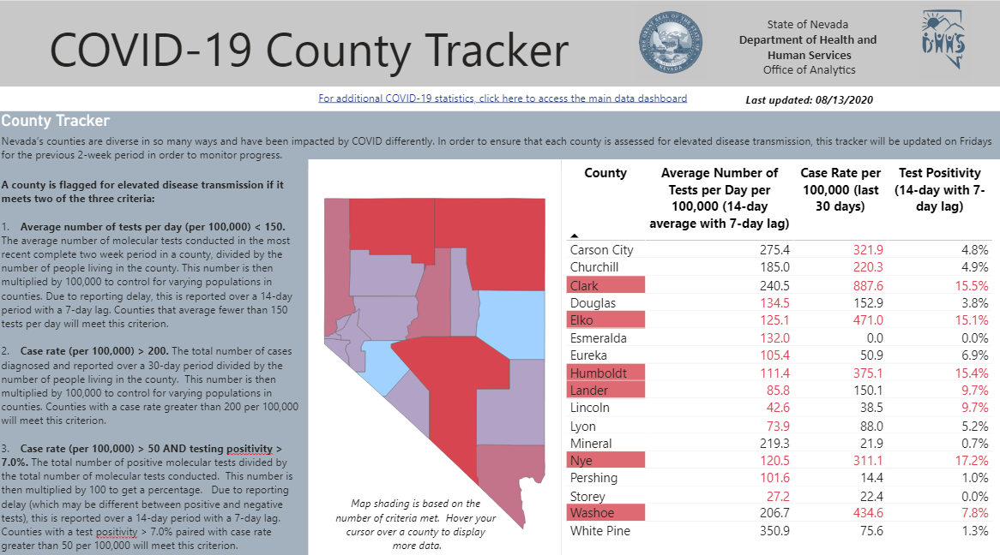 COVID-19 County Tracker
State of Nevada
Department of Health and
Human Services
Office of Analytics
DHHS
For additional COVID-19 statistics, click here to access the main data dashboard
Last updated: 08/13/2020
County Tracker
Nevada's counties are diverse in so many ways and have been impacted by COVID differently. In order to ensure that each county is assessed for elevated disease transmission, this tracker will be updated on Fridays
for the previous 2-week period in order to monitor progress.
A county is flagged for elevated disease transmission if it
meets two of the three criteria:
1. Average number of tests per day (per 100,000) < 150.
The average number of molecular tests conducted in the most
recent complete two week period in a county, divided by the
number of people living in the county. This number is then
multiplied by 100,000 to control for varying populations in
counties. Due to reporting delay, this is reported over a 14-day
period with a 7-day lag. Counties that average fewer than 150
tests per day will meet this criterion.
2. Case rate (per 100,000) > 200. The total number of cases
diagnosed and reported over a 30-day period divided by the
number of people living in the county. This number is then
multiplied by 100,000 to control for varying populations in
counties. Counties with a case rate greater than 200 per 100,000
will meet this criterion.
3. Case rate (per 100,000) > 50 AND testing positivity >
7.0%. The total number of positive molecular tests divided by
the total number of molecular tests conducted. This number is
then multiplied by 100 to get a percentage. Due to reporting
delay (which may be different between positive and negative
tests), this is reported over a 14-day period with a 7-day lag.
Counties with a test positivity > 7.0% paired with case rate
greater than 50 per 100,000 will meet this criterion.
Map shading is based on the
number of criteria met. Hover your
cursor over a county to display
more data.
County Average Number of Case Rate per Test Positivity
Tests per Day per 100,000 (last (14-day with 7-
100,000 (14-day 30 days) day lag)
average with 7-day lag)
Carson City 275.4 321.9 4.8%
Churchill 185.0 220.3 4.9%
Clark 240.5 887.6 15.5%
Douglas 134.5 152.9 3.8%
Elko 125.1 471.0 15.1%
Esmeralda 132.0 0.0 0.0%
Eureka 105.4 50.9 6.9%
Humboldt 111.4 375.1 15.4%
Lander 85.8 150.1 9.7%
Lincoln 42.6 38.5 9.7%
Lyon 73.9 88.0 5.2%
Mineral 219.3 21.9 0.7%
Nye 120.5 311.1 17.2%
Pershing 101.6 14.4 1.0%
Storey 27.2 22.4 0.0%
Washoe 206.7 434.6 7.8%
White Pine 350.9 75.6 1.3%